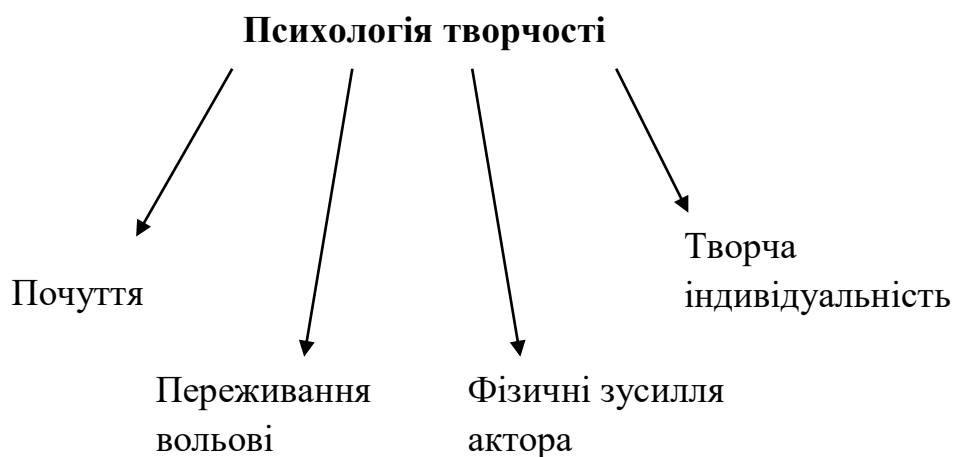 Психологія творчості
Почуття
Переживання
вольові
Фізичні зусилля
актора
Творча
індивідуальність